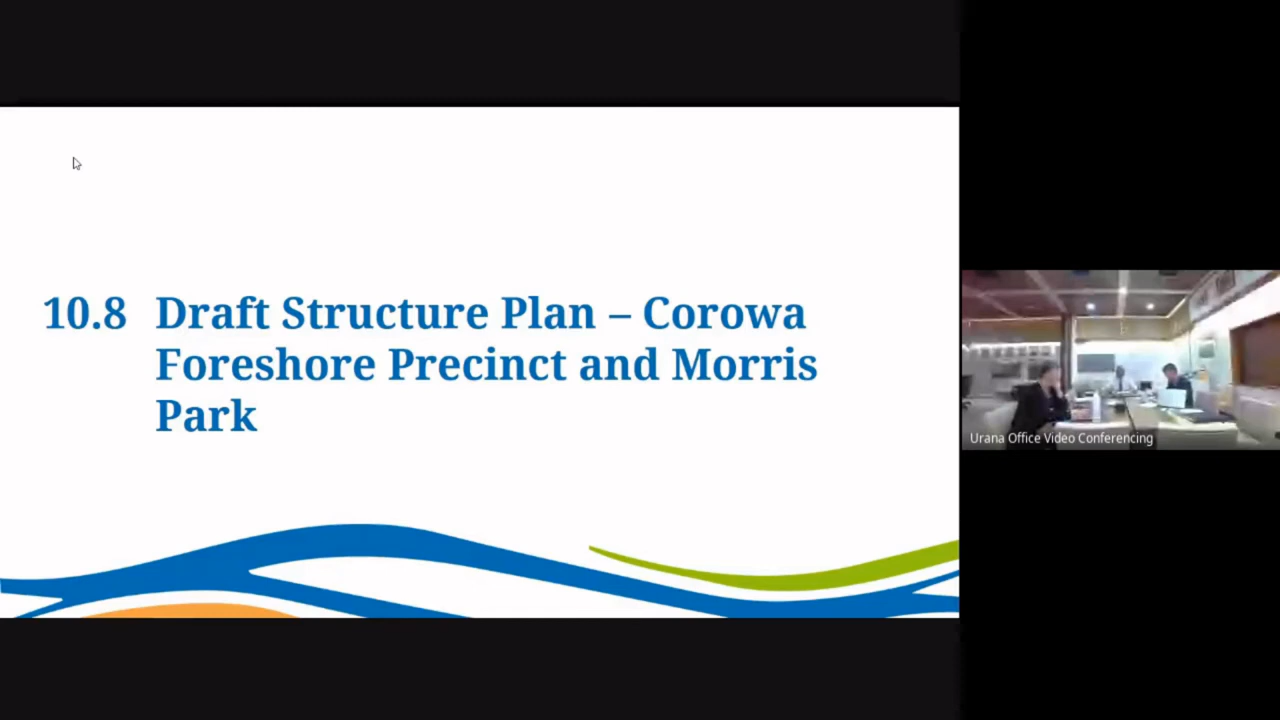 10.8 Draft Structure Plan – Corowa
Foreshore Precinct and Morris
Park
Urana Office Video Conferencing